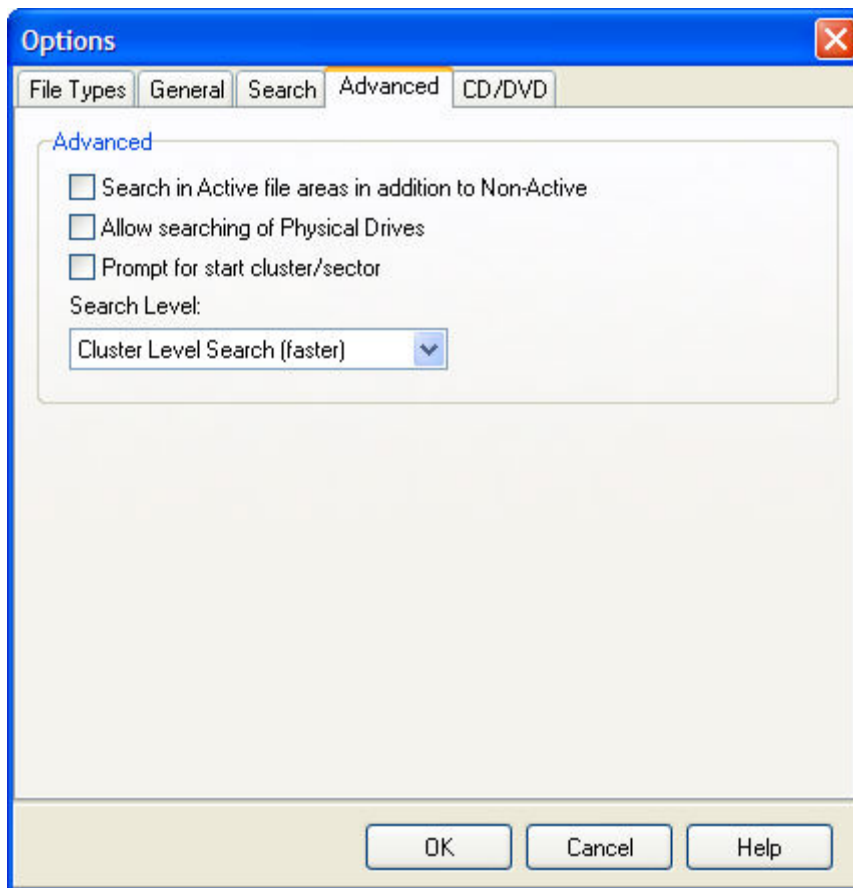 Options
File Types General Search Advanced CD/DVD
Advanced
Search in Active file areas in addition to Non-Active
Allow searching of Physical Drives
Prompt for start cluster/sector
Search Level:
Cluster Level Search (faster)
OK Cancel Help